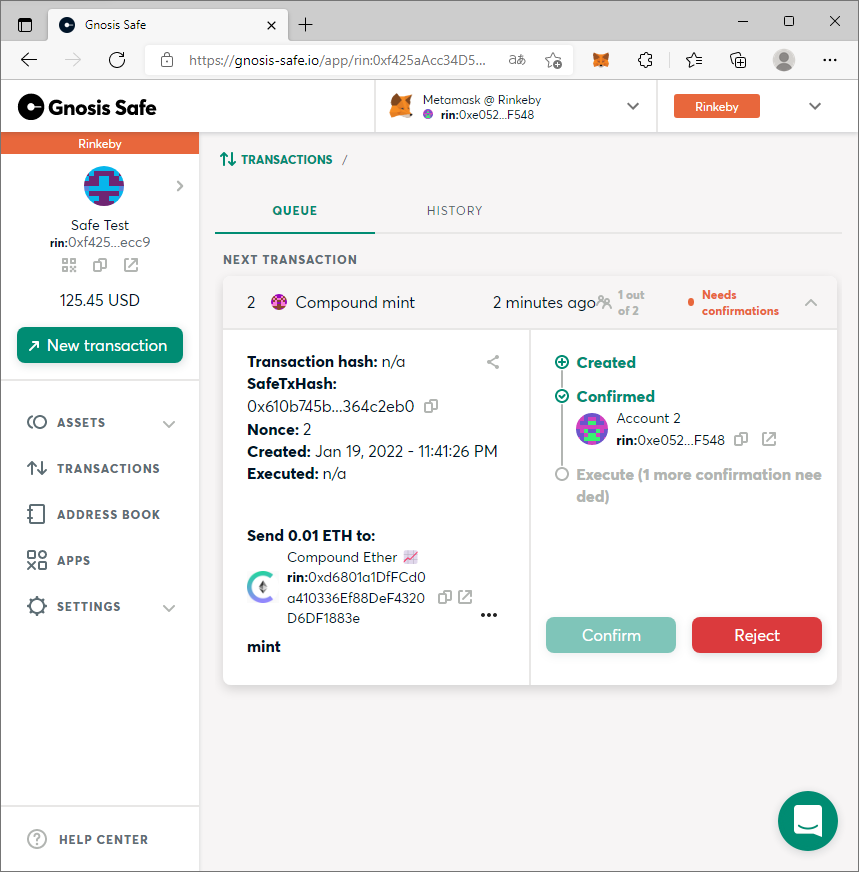 Gnosis Safe
https://gnosis-safe.io/app/rin:0xf425aAcc34D5...
aあ
Gnosis Safe
Metamask @ Rinkeby
rin:0xe052...F548
Rinkeby
Rinkeby
Safe Test
rin:0xf425...ecc9
125.45 USD
New transaction
ASSETS
TRANSACTIONS
ADDRESS BOOK
APPS
SETTINGS
HELP CENTER
TRANSACTIONS /
QUEUE
HISTORY
NEXT TRANSACTION
2 Compound mint
2 minutes ago
1 out
of 2
Needs
confirmations
Transaction hash: n/a
SafeTxHash:
0x610b745b...364c2eb0
Nonce: 2
Created: Jan 19, 2022 - 11:41:26 PM
Executed: n/a
Send 0.01 ETH to:
Compound Ether 📈
rin:0xd6801a1DfFCd0
a410336Ef88DeF4320
D6DF1883e
mint
Created
Confirmed
Account 2
rin:0xe052...F548
Execute (1 more confirmation nee
ded)
Confirm
Reject